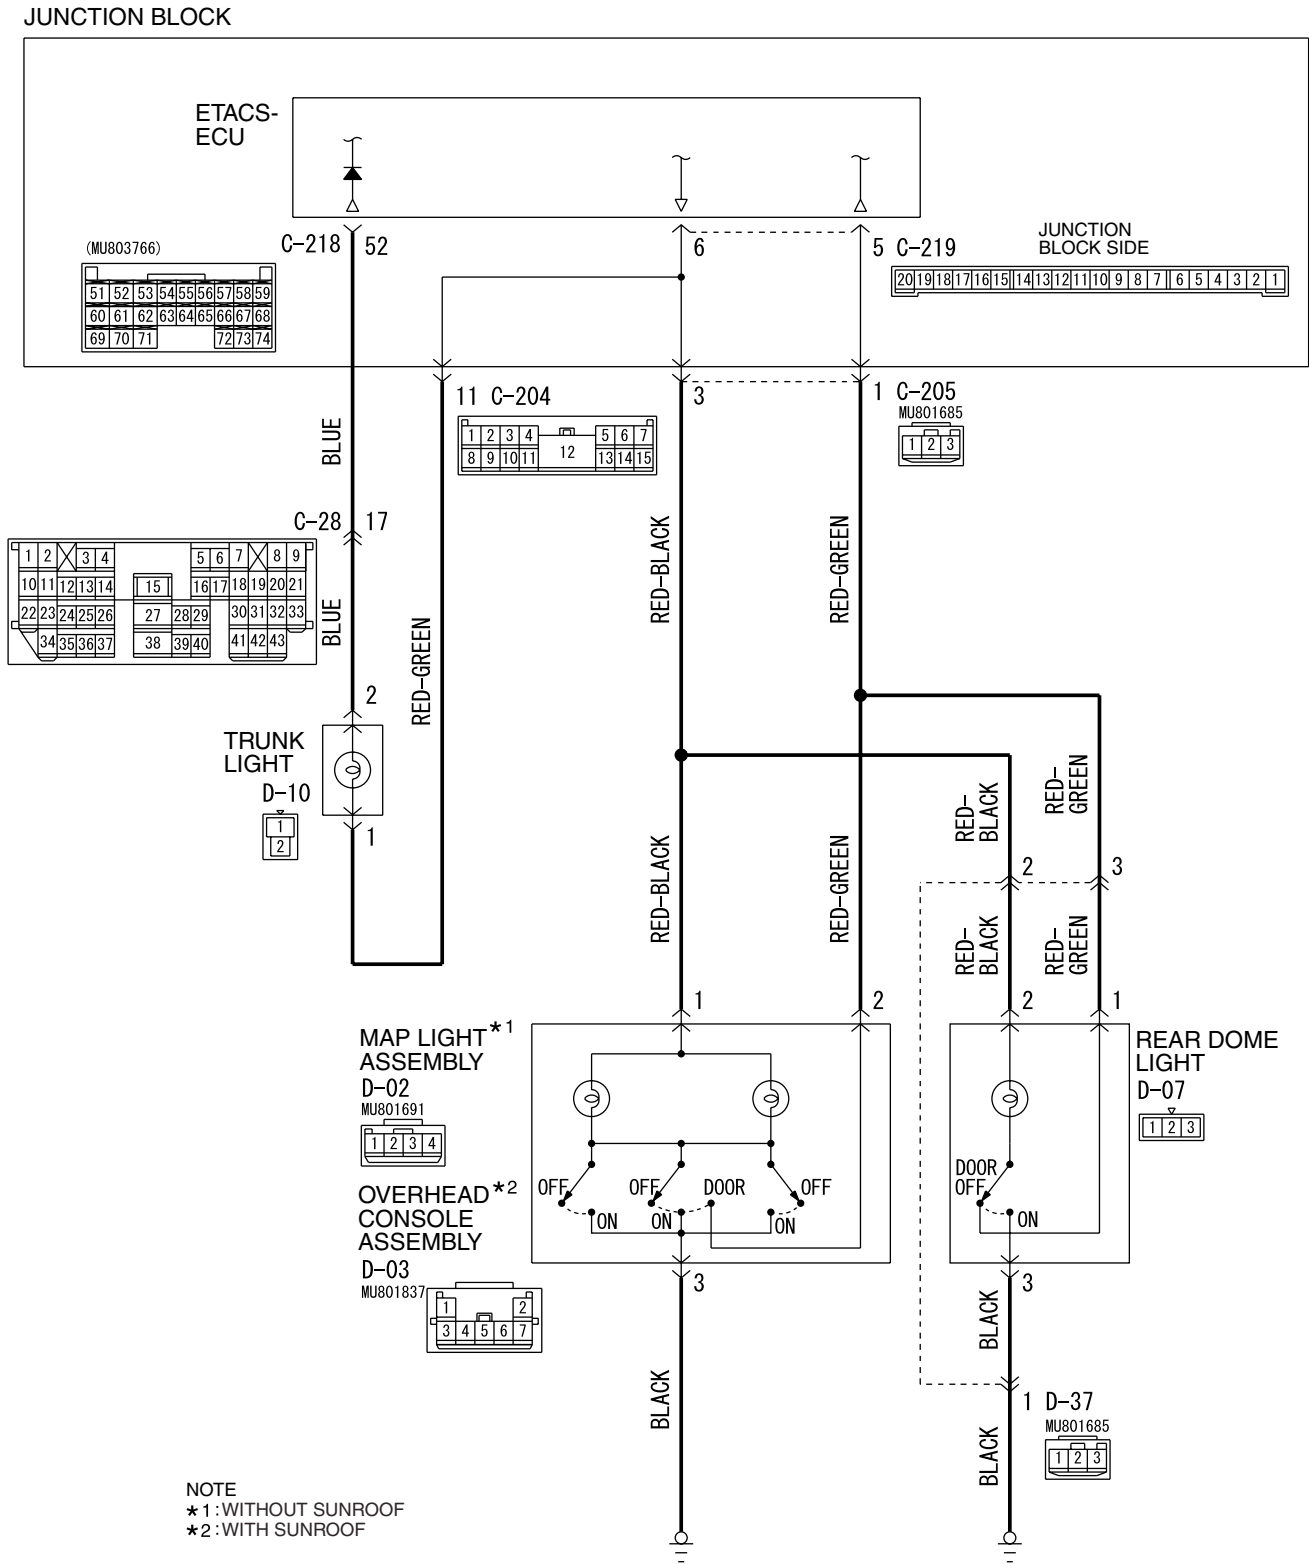 JUNCTION BLOCK
ETACS-
ECU
C-218
52
6
5
C-219
JUNCTION
BLOCK SIDE
(MU803766)
51 52 53 54 55 56 57 58 59
60 61 62 63 64 65 66 67 68
69 70 71 72 73 74
20 19 18 17 16 15 14 13 12 11 10 9 8 7 6 5 4 3 2 1
11 C-204
1 2 3 4 5 6 7
12
8 9 10 11 13 14 15
3
1
C-205
MU801685
1 2 3
BLUE
C-28
17
1 2 3 4 5 6 7 8 9
10 11 12 13 14 15 16 17 18 19 20 21
22 23 24 25 26 27 28 29 30 31 32 33
34 35 36 37 38 39 40 41 42 43
BLUE
RED-GREEN
RED-BLACK
RED-GREEN
2
TRUNK
LIGHT
D-10
1
2
1
RED-BLACK
RED-GREEN
RED-
BLACK
RED-
GREEN
2
3
RED-
BLACK
RED-
GREEN
1
2
2
1
MAP LIGHT*1
ASSEMBLY
D-02
MU801691
1 2 3 4
OVERHEAD*2
CONSOLE
ASSEMBLY
D-03
MU801837
1 2
3 4 5 6 7
OFF
ON
OFF
ON
DOOR
OFF
ON
REAR DOME
LIGHT
D-07
1 2 3
DOOR
OFF
ON
3
3
BLACK
BLACK
1 D-37
MU801685
1 2 3
BLACK
NOTE
*1:WITHOUT SUNROOF
*2:WITH SUNROOF